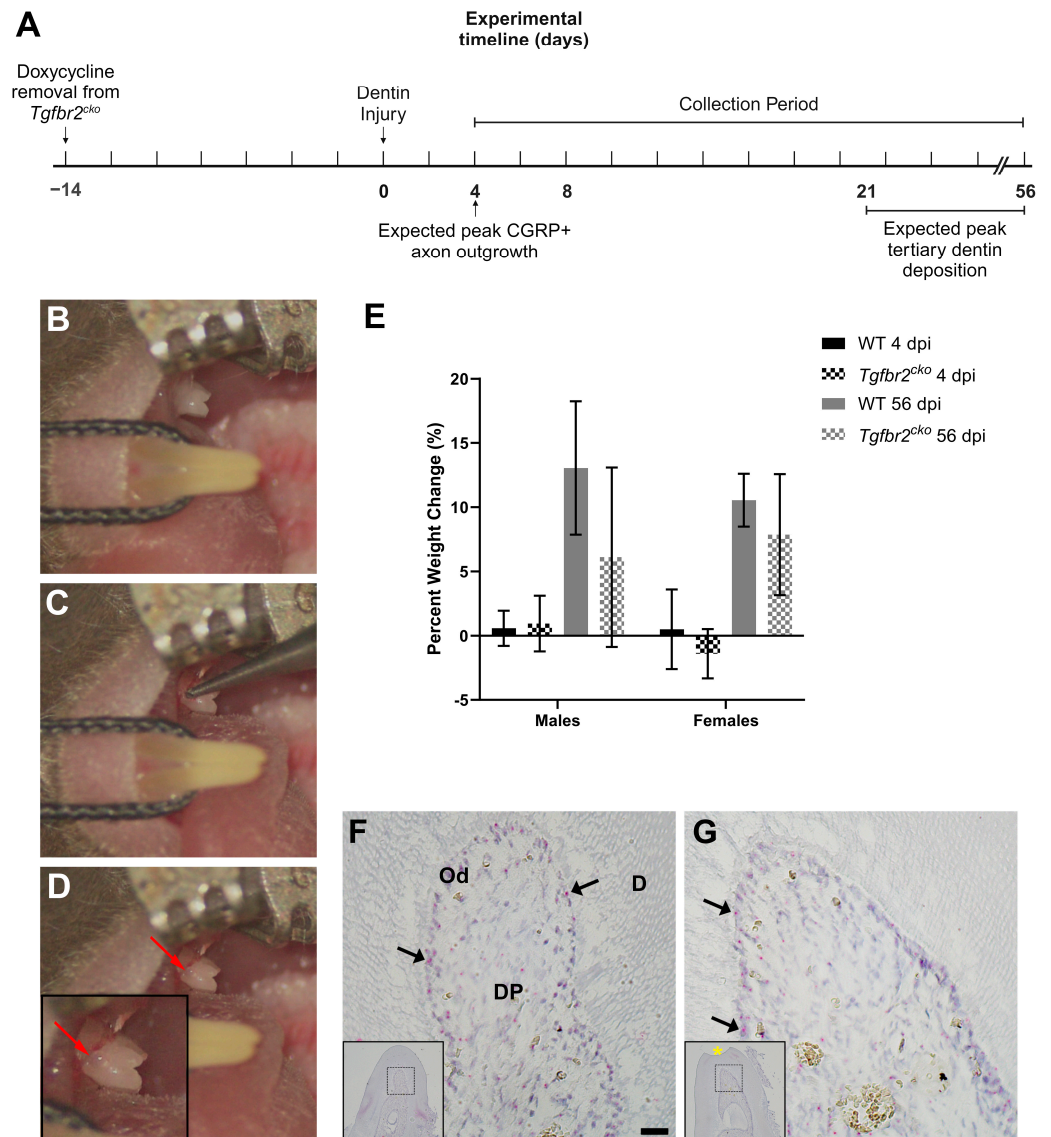 A
Experimental
timeline (days)
Doxycycline
removal from
Tgfbr2cko
Dentin
Injury
Collection Period
−14
0
4
8
21
56
Expected peak CGRP+
axon outgrowth
Expected peak
tertiary dentin
deposition
B
C
D
E
WT 4 dpi
Tgfbr2cko 4 dpi
WT 56 dpi
Tgfbr2cko 56 dpi
Percent Weight Change (%)
20
15
10
5
0
-5
Males
Females
F
Od
D
DP
G
*